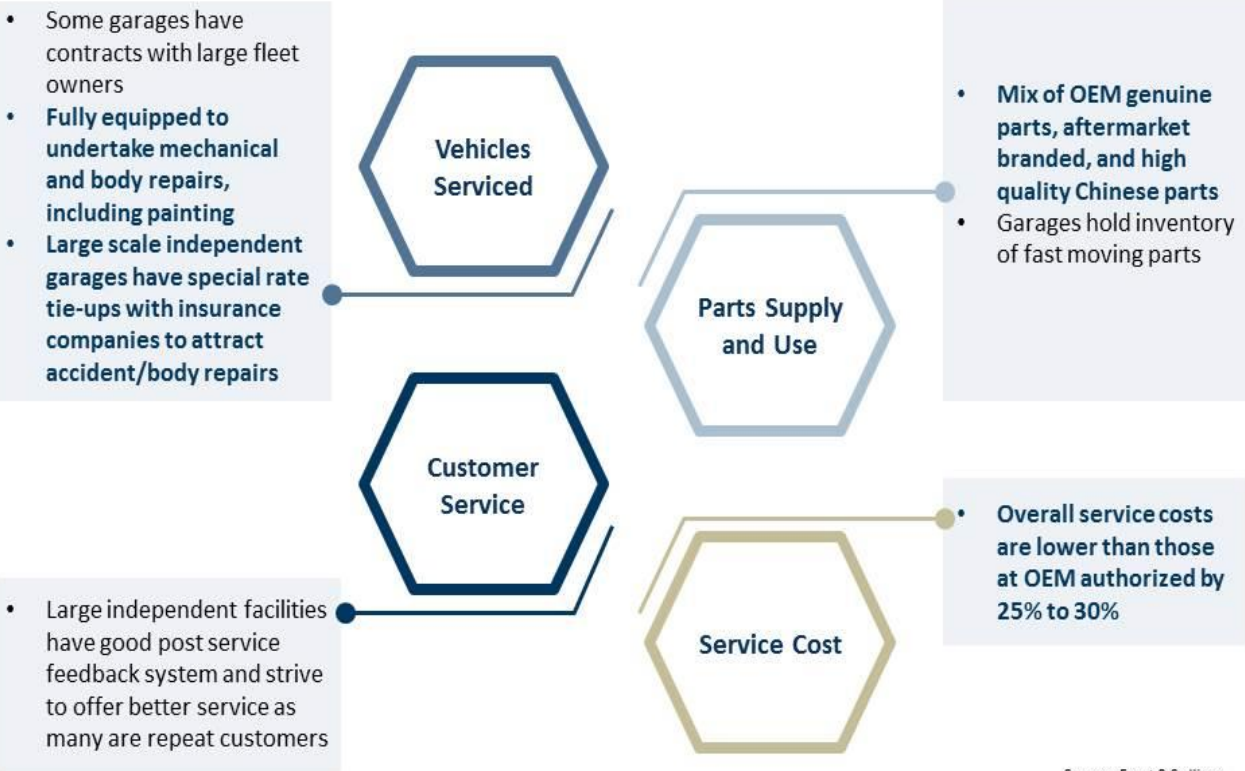 • Some garages have
contracts with large fleet
owners
• Fully equipped to
undertake mechanical
and body repairs,
including painting
• Large scale independent
garages have special rate
tie-ups with insurance
companies to attract
accident/body repairs
Vehicles
Serviced
• Mix of OEM genuine
parts, aftermarket
branded, and high
quality Chinese parts
• Garages hold inventory
of fast moving parts
Parts Supply
and Use
Customer
Service
• Large independent facilities
have good post service
feedback system and strive
to offer better service as
many are repeat customers
• Overall service costs
are lower than those
at OEM authorized by
25% to 30%
Service Cost